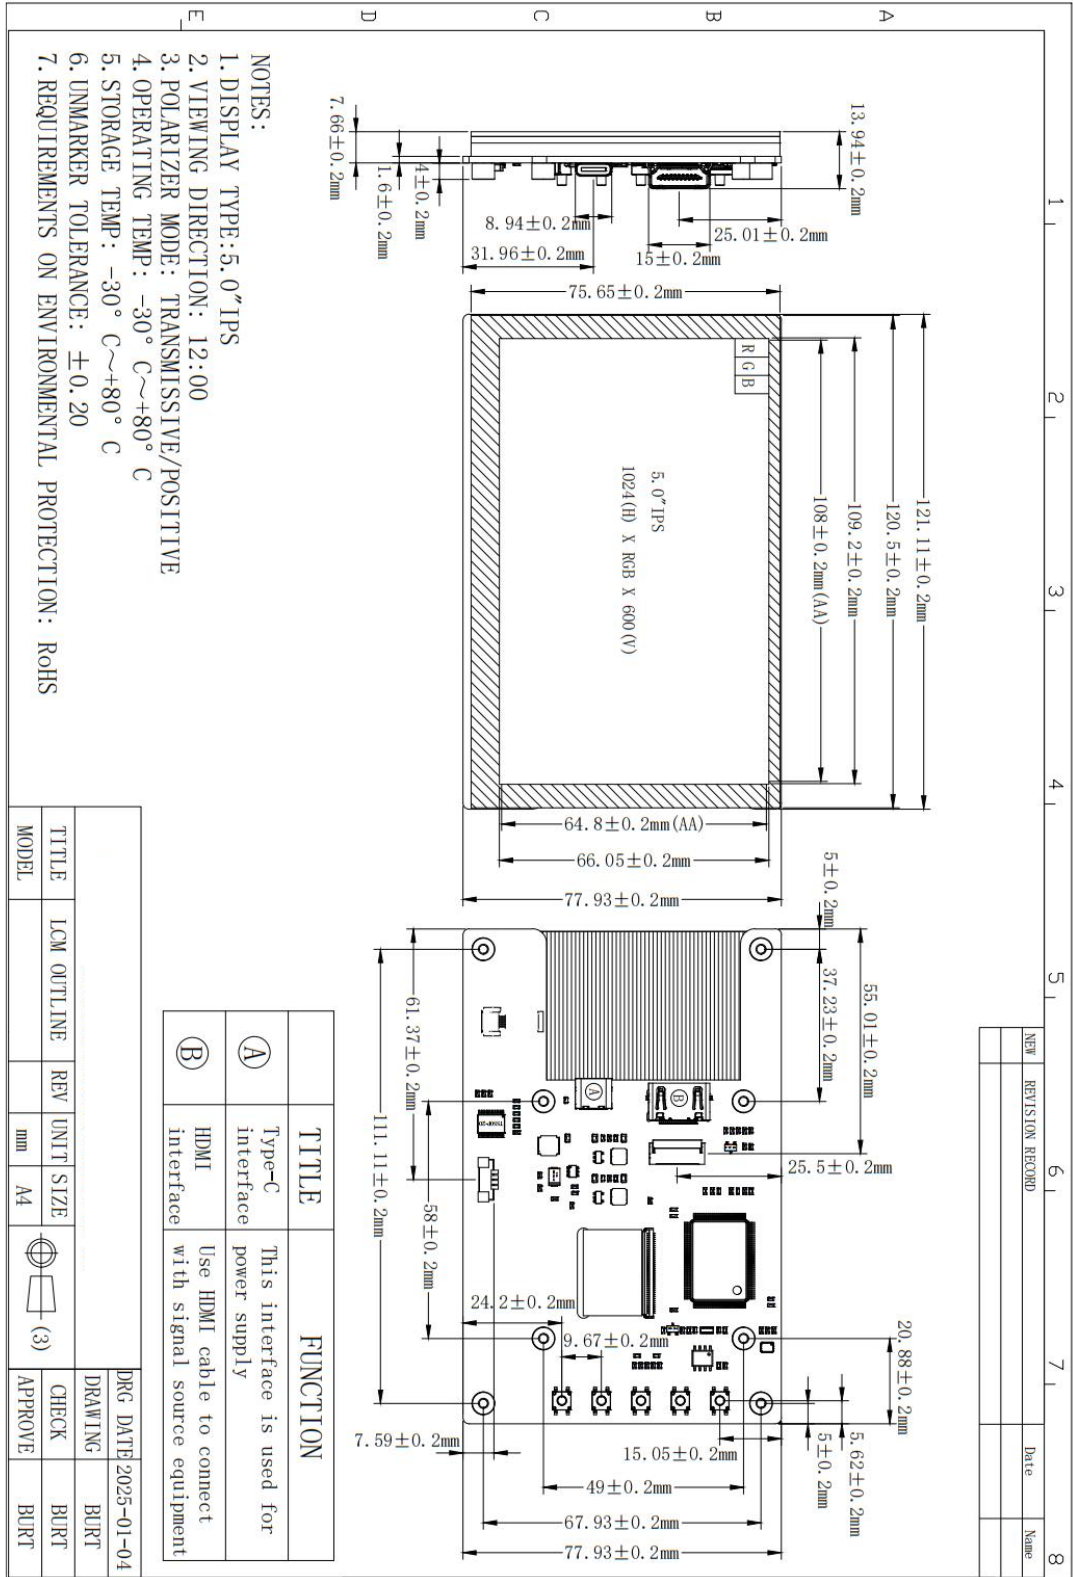 1
2
3
4
5
6
7
8
A
B
C
D
E
NEW
REVISION RECORD
Date
Name
13.94±0.2mm
7.66±0.2mm
1.6±0.2mm
4±0.2mm
8.94±0.2mm
31.96±0.2mm
15±0.2mm
25.01±0.2mm
75.65±0.2mm
121.11±0.2mm
120.5±0.2mm
109.2±0.2mm
108±0.2mm(AA)
R G B
5.0"IPS
1024(H) X RGB X 600(V)
64.8±0.2mm(AA)
66.05±0.2mm
77.93±0.2mm
5±0.2mm
37.23±0.2mm
55.01±0.2mm
61.37±0.2mm
111.11±0.2mm
58±0.2mm
25.5±0.2mm
A
B
24.2±0.2mm
9.67±0.2mm
20.88±0.2mm
5.62±0.2mm
5±0.2mm
15.05±0.2mm
7.59±0.2mm
49±0.2mm
67.93±0.2mm
77.93±0.2mm
NOTES:
1.DISPLAY TYPE:5.0"IPS
2.VIEWING DIRECTION: 12:00
3.POLARIZER MODE: TRANSMISSIVE/POSITIVE
4.OPERATING TEMP: -30° C～+80° C
5.STORAGE TEMP: -30° C～+80° C
6.UNMARKER TOLERANCE: ±0.20
7.REQUIREMENTS ON ENVIRONMENTAL PROTECTION: RoHS
TITLE FUNCTION
A Type-C interface This interface is used for power supply
B HDMI interface Use HDMI cable to connect with signal source equipment
TITLE LCM OUTLINE REV UNIT SIZE
MODEL mm A4
(3)
DRG DATE 2025-01-04
DRAWING BURT
CHECK BURT
APPROVE BURT